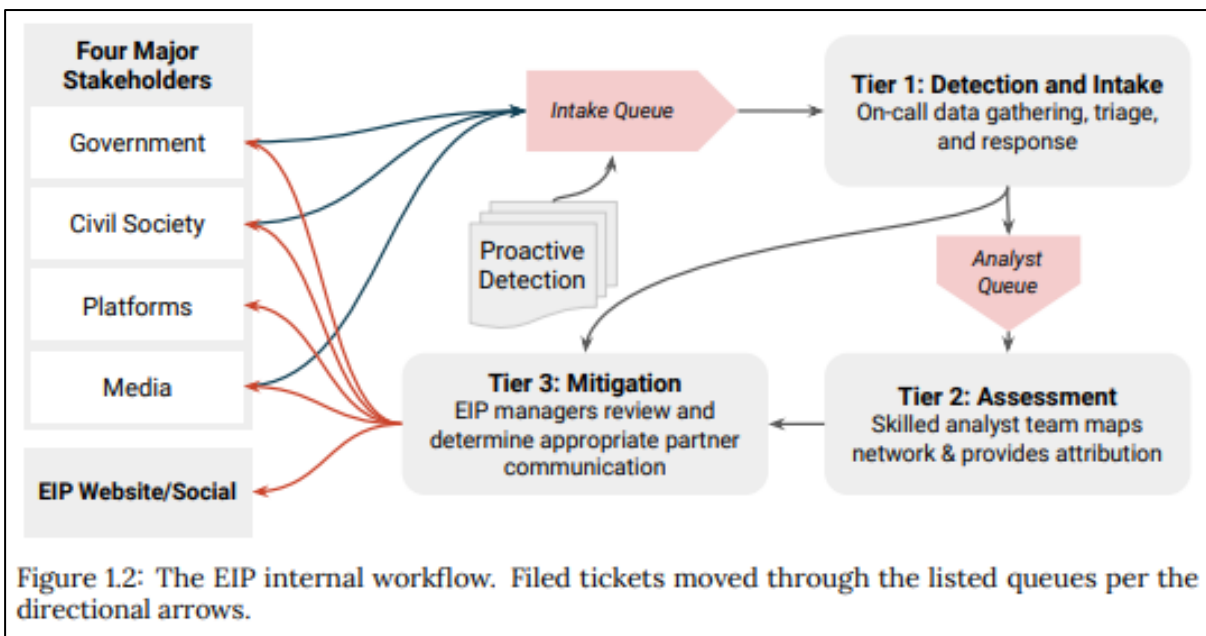 Four Major
Stakeholders
Government
Civil Society
Platforms
Media
EIP Website/Social
Intake Queue
Proactive
Detection
Tier 1: Detection and Intake
On-call data gathering, triage,
and response
Analyst
Queue
Tier 2: Assessment
Skilled analyst team maps
network & provides attribution
Tier 3: Mitigation
EIP managers review and
determine appropriate partner
communication
Figure 1.2: The EIP internal workflow. Filed tickets moved through the listed queues per the
directional arrows.